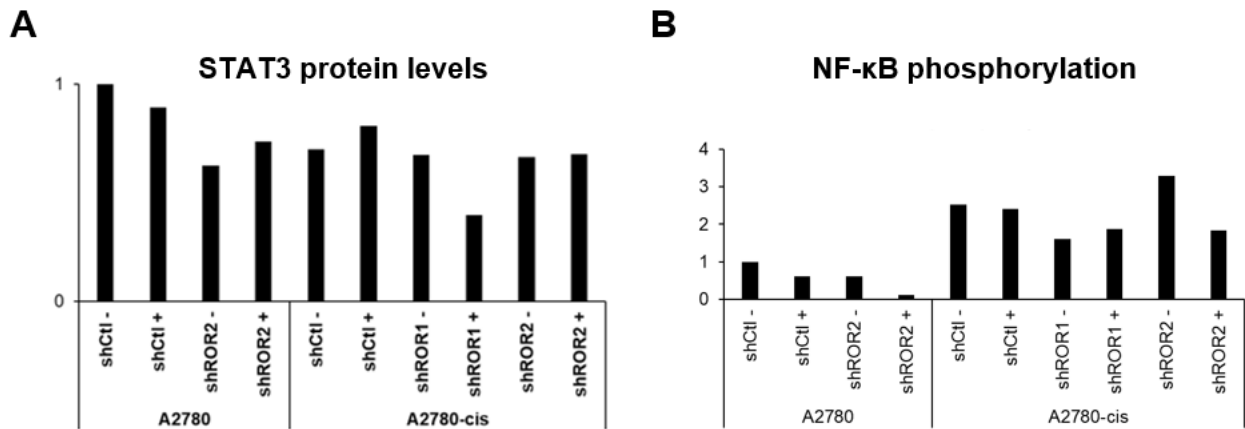 A
STAT3 protein levels
1
0
shCtl -
shCtl +
shROR2 -
shROR2 +
shCtl -
shCtl +
shROR1 -
shROR1 +
shROR2 -
shROR2 +
A2780
A2780-cis
B
NF-κB phosphorylation
4
3
2
1
0
shCtl -
shCtl +
shROR2 -
shROR2 +
shCtl -
shCtl +
shROR1 -
shROR1 +
shROR2 -
shROR2 +
A2780
A2780-cis